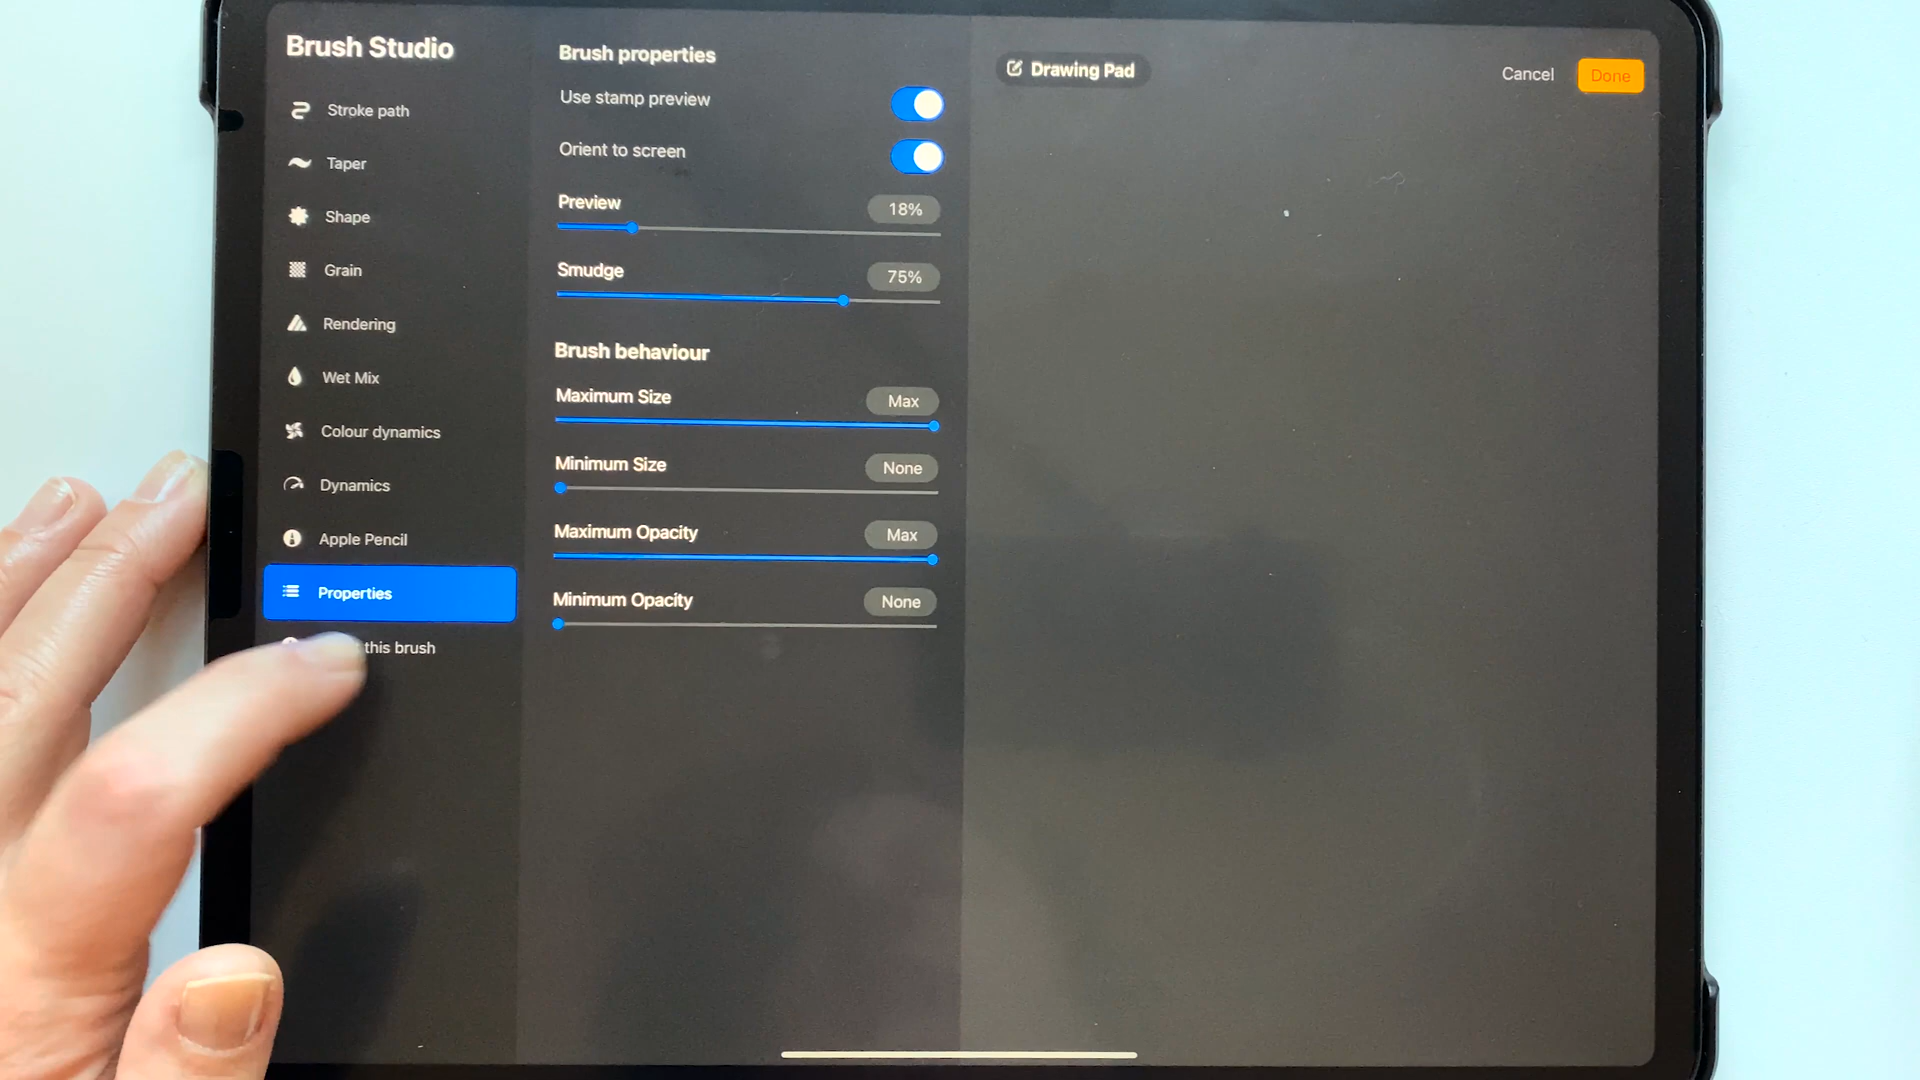 Brush Studio
Stroke path
Taper
Shape
Grain
Rendering
Wet Mix
Colour dynamics
Dynamics
Apple Pencil
Properties
this brush
Brush properties
Use stamp preview
Orient to screen
Preview 18%
Smudge 75%
Brush behaviour
Maximum Size Max
Minimum Size None
Maximum Opacity Max
Minimum Opacity None
Drawing Pad
Cancel
Done